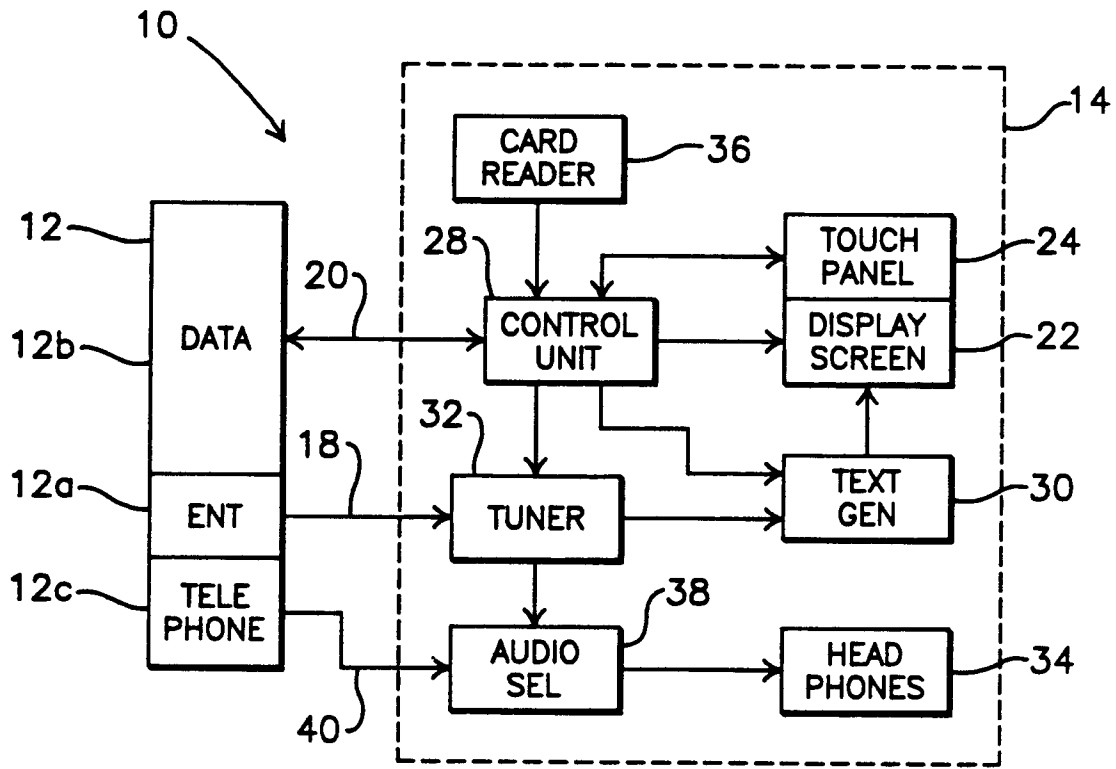 10
14
CARD
READER
36
12
28
TOUCH
PANEL
24
20
12b
DATA
CONTROL
UNIT
DISPLAY
SCREEN
22
32
18
12a
ENT
TUNER
TEXT
GEN
30
12c
TELE
PHONE
38
AUDIO
SEL
HEAD
PHONES
34
40